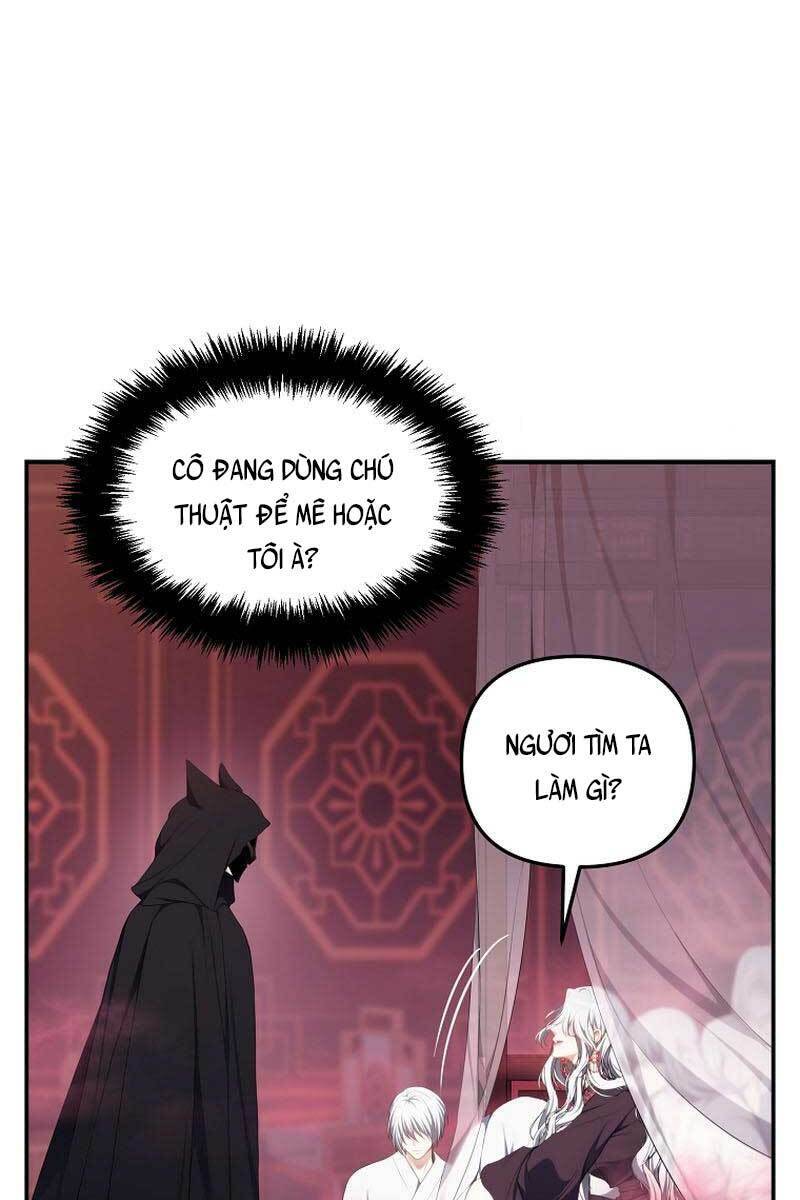 CÔ ĐANG DÙNG CHÚ
THUẬT ĐỂ MÊ HOẶC
TÔI À?
NGƯƠI TÌM TA
LÀM GÌ?